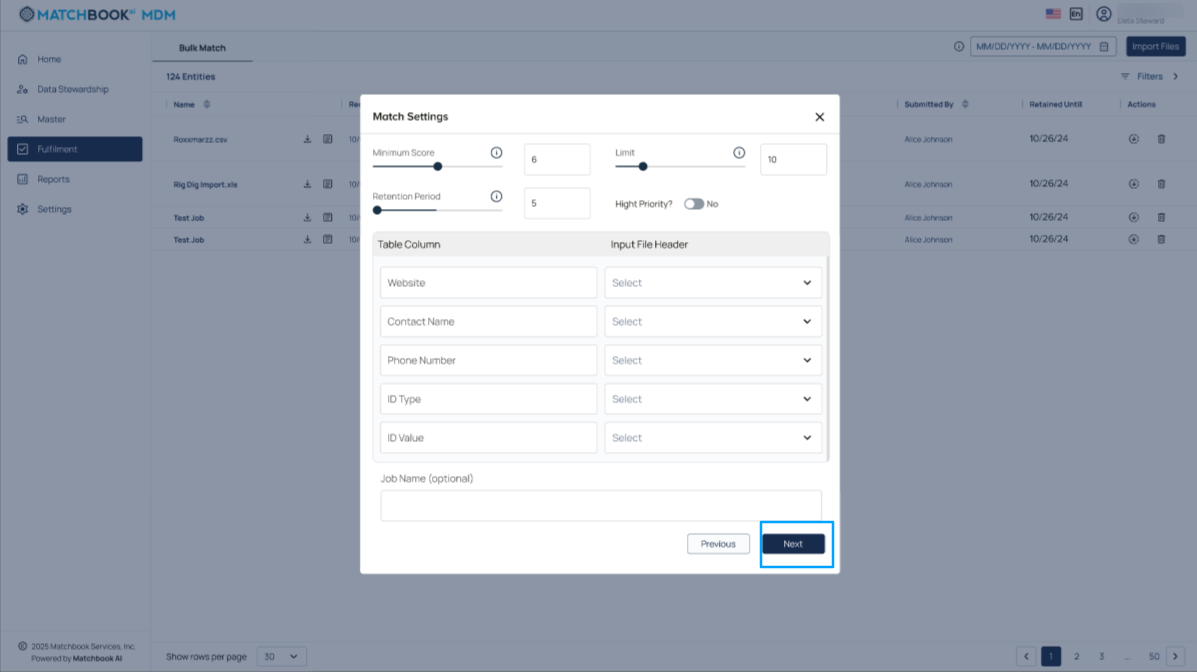 MATCHBOOK AI MDM
En
Data Steward
Home
Data Stewardship
Master
Fulfilment
Reports
Settings
Bulk Match
MM/DD/YYYY - MM/DD/YYYY
Import Files
124 Entities
Filters
Name
Submitted By
Retained Until
Actions
Roxxmarzz.csv
10/
Alice Johnson
10/26/24
Rig Dig Import.xls
10/
Alice Johnson
10/26/24
Test Job
10/
Alice Johnson
10/26/24
Test Job
10/
Alice Johnson
10/26/24
Match Settings
Minimum Score
6
Limit
10
Retention Period
5
Hight Priority?
No
Table Column
Input File Header
Website
Select
Contact Name
Select
Phone Number
Select
ID Type
Select
ID Value
Select
Job Name (optional)
Previous
Next
© 2025 Matchbook Services, Inc.
Powered by Matchbook AI
Show rows per page
30
1
2
3
...
50